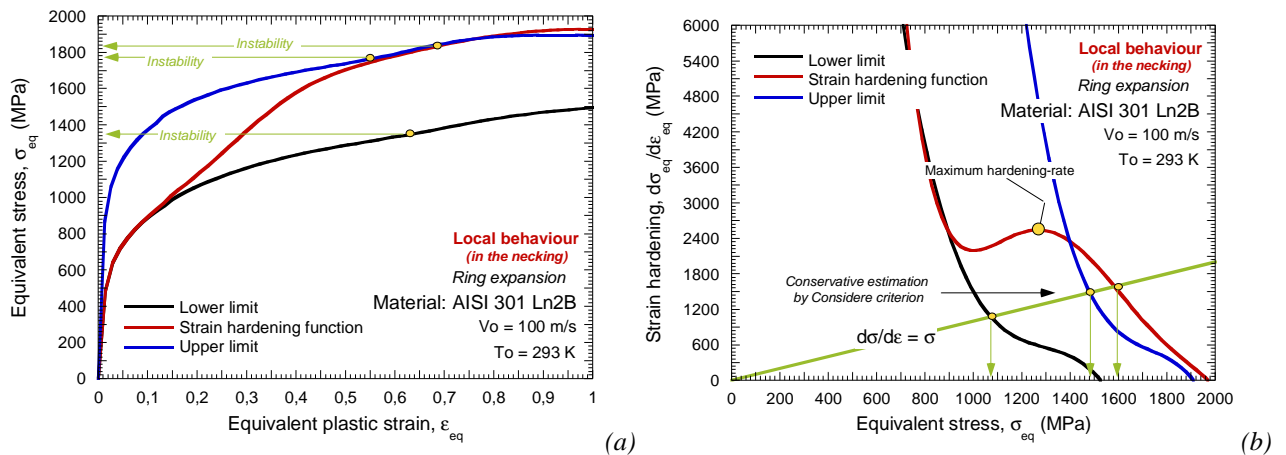 Equivalent stress, σeq (MPa)
2000
1800
1600
1400
1200
1000
800
600
400
200
0
Instability
Instability
Instability
Local behaviour
(in the necking)
Ring expansion
Material: AISI 301 Ln2B
Vo = 100 m/s
To = 293 K
Lower limit
Strain hardening function
Upper limit
0 0,1 0,2 0,3 0,4 0,5 0,6 0,7 0,8 0,9 1
Equivalent plastic strain, εeq
(a)
Strain hardening, dσeq/dεeq (MPa)
6000
5400
4800
4200
3600
3000
2400
1800
1200
600
0
Lower limit
Strain hardening function
Upper limit
Local behaviour
(in the necking)
Ring expansion
Material: AISI 301 Ln2B
Vo = 100 m/s
To = 293 K
Maximum hardening-rate
Conservative estimation
by Considere criterion
dσ/dε = σ
0 200 400 600 800 1000 1200 1400 1600 1800 2000
Equivalent stress, σeq (MPa)
(b)